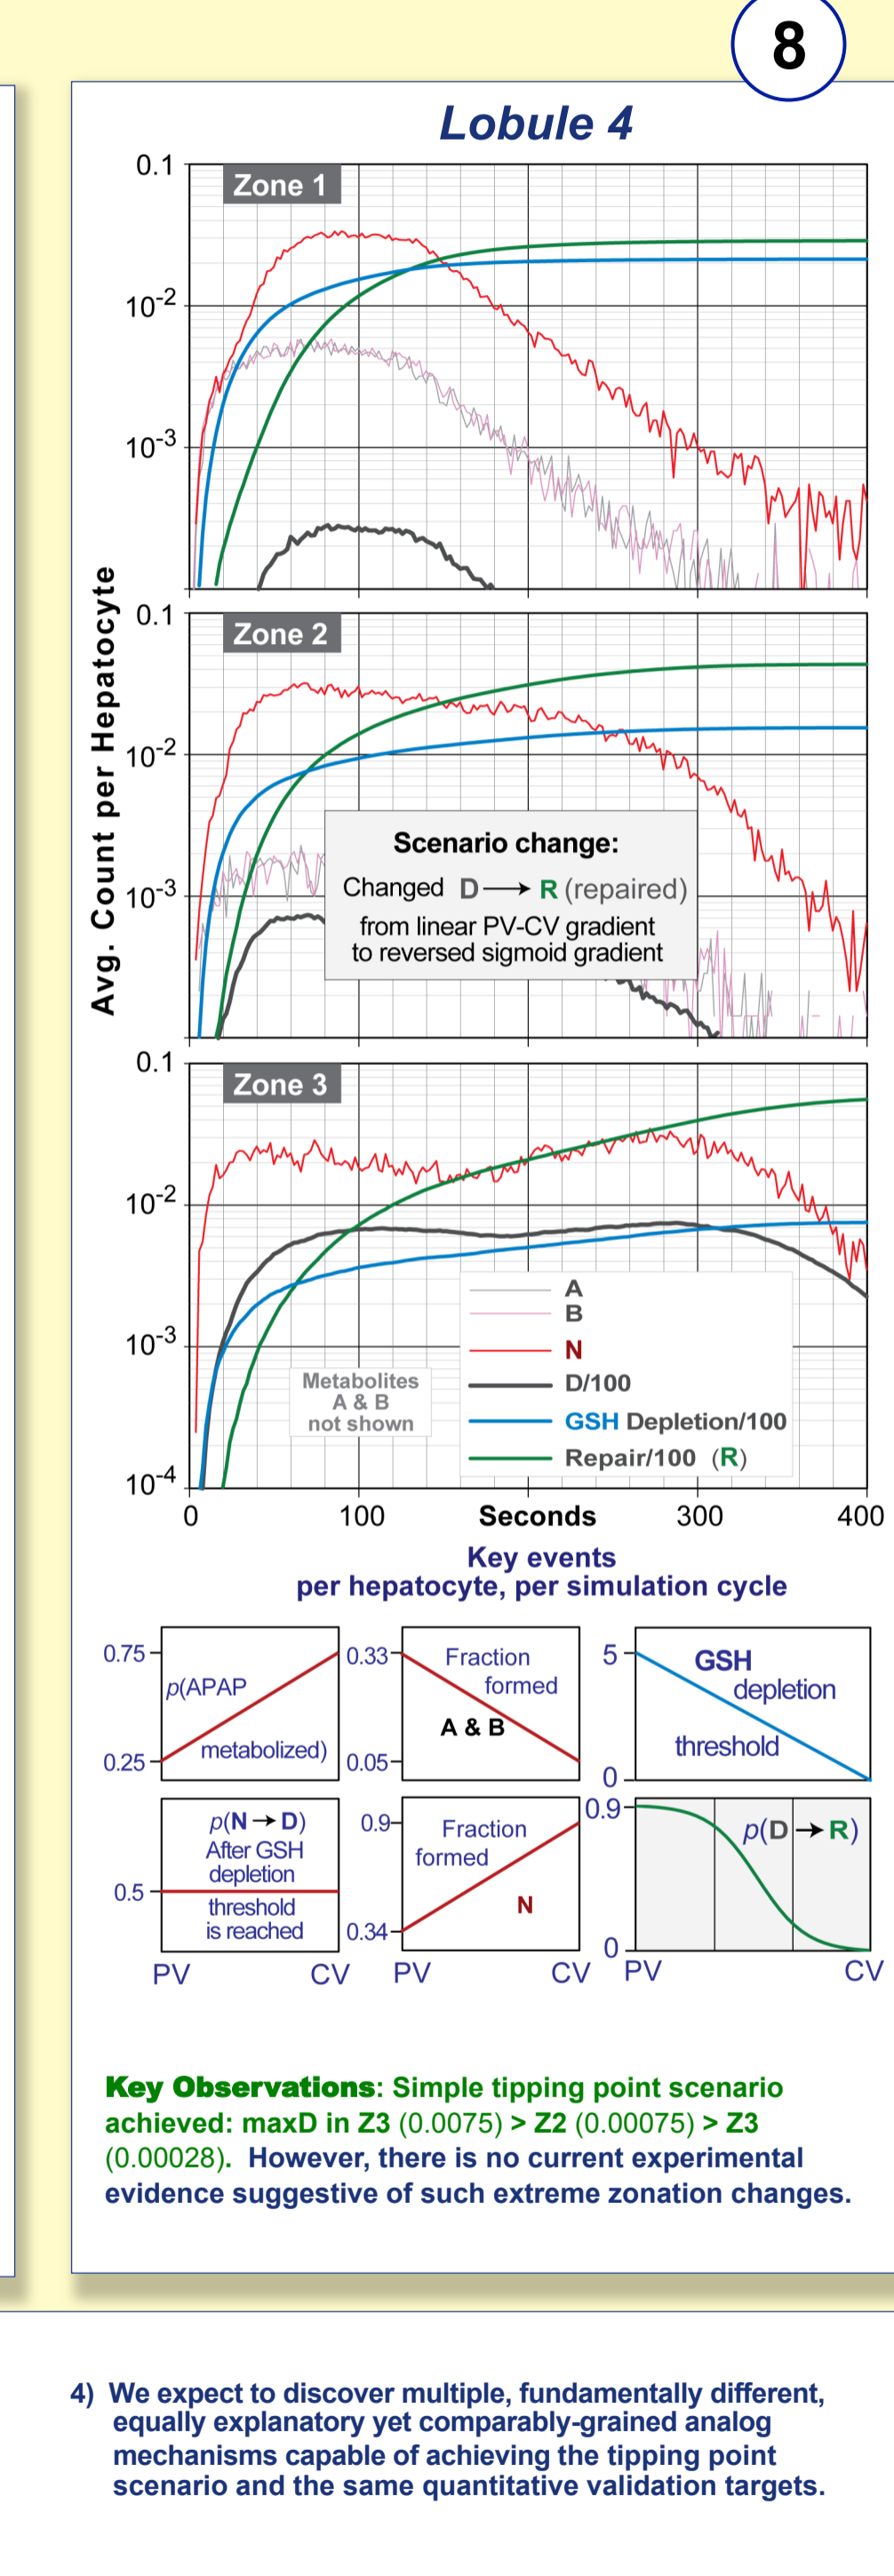 8
Lobule 4
Avg. Count per Hepatocyte
0.1
Zone 1
10-2
10-3
0.1
Zone 2
10-2
10-3
Scenario change:
Changed D → R (repaired)
from linear PV-CV gradient
to reversed sigmoid gradient
0.1
Zone 3
10-2
10-3
10-4
Metabolites
A & B
not shown
A
B
N
D/100
GSH Depletion/100
Repair/100 (R)
0 100 Seconds 300 400
Key events
per hepatocyte, per simulation cycle
0.75
p(APAP
metabolized)
0.25
0.33
Fraction
formed
A & B
0.05
5
GSH
depletion
threshold
0
p(N → D)
After GSH
depletion
0.5
threshold
is reached
PV CV
0.9
Fraction
formed
N
0.34
PV CV
0.9
p(D → R)
0
PV CV
Key Observations: Simple tipping point scenario
achieved: maxD in Z3 (0.0075) > Z2 (0.00075) > Z3
(0.00028). However, there is no current experimental
evidence suggestive of such extreme zonation changes.
4) We expect to discover multiple, fundamentally different,
equally explanatory yet comparably-grained analog
mechanisms capable of achieving the tipping point
scenario and the same quantitative validation targets.